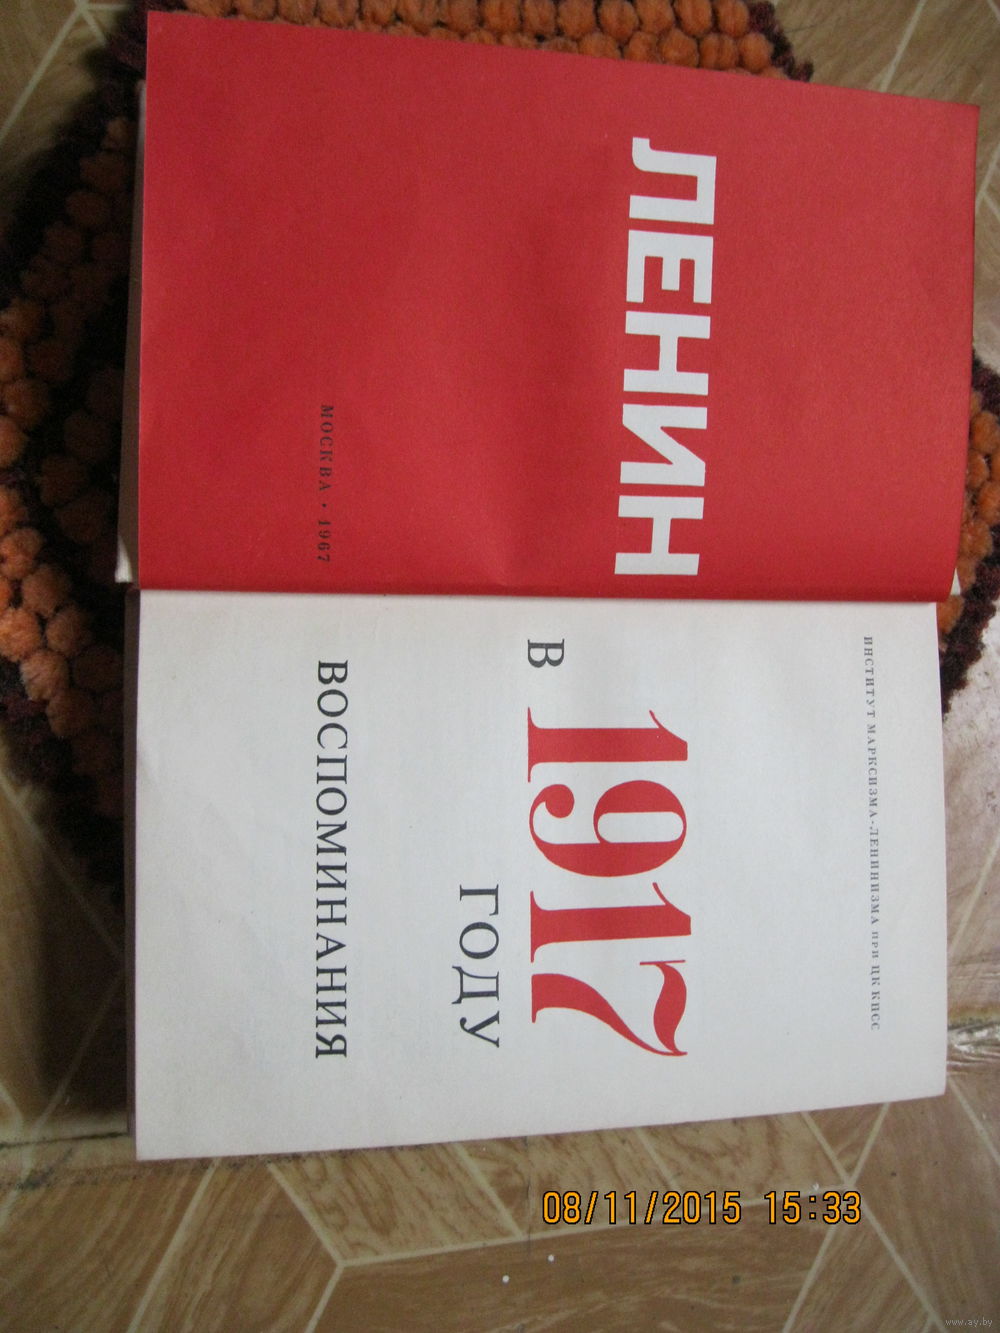 ЛЕНИН
МОСКВА • 1967
ИНСТИТУТ МАРКСИЗМА-ЛЕНИНИЗМА ПРИ ЦК КПСС
В 1917
ГОДУ
ВОСПОМИНАНИЯ
08/11/2015 15:33
www.ay.by